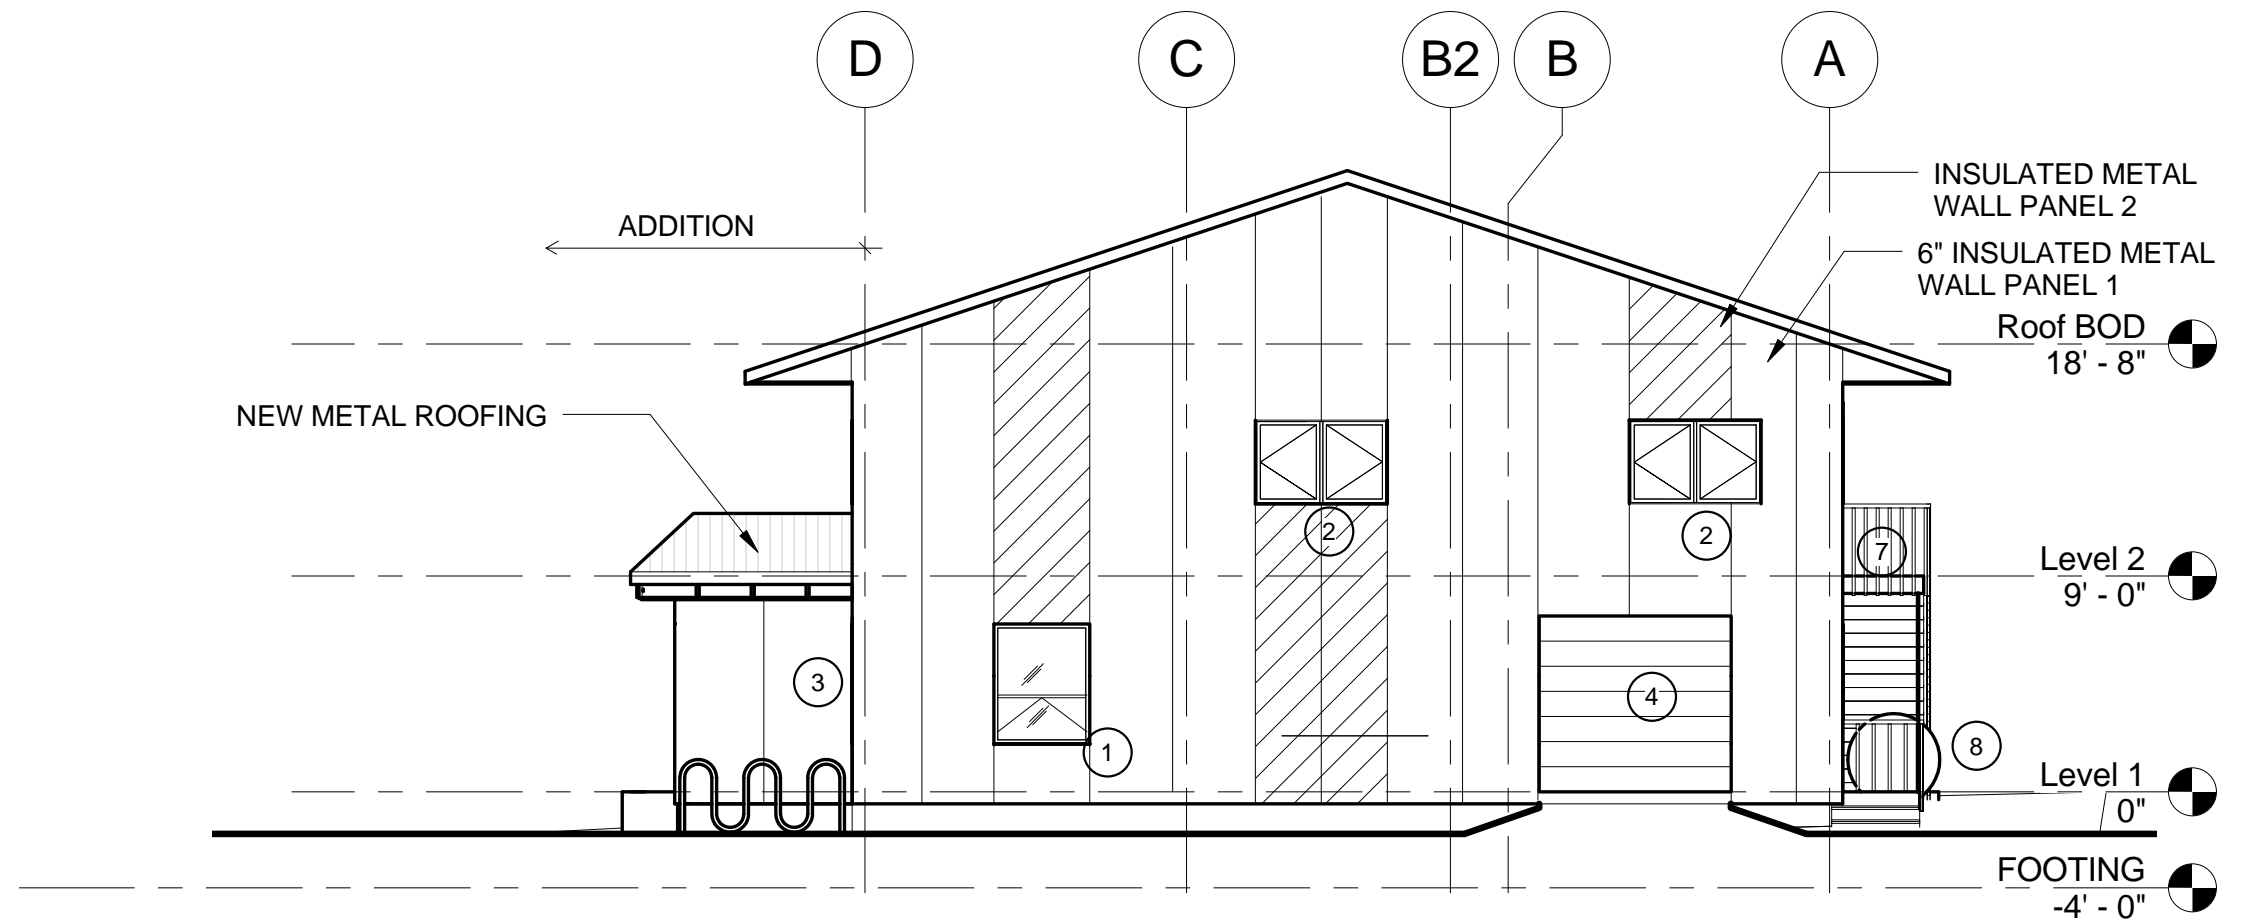 D
C
B2
B
A
INSULATED METAL
WALL PANEL 2
ADDITION
6" INSULATED METAL
WALL PANEL 1
Roof BOD
18' - 8"
NEW METAL ROOFING
2
2
7
Level 2
9' - 0"
3
4
1
8
Level 1
0"
FOOTING
-4' - 0"